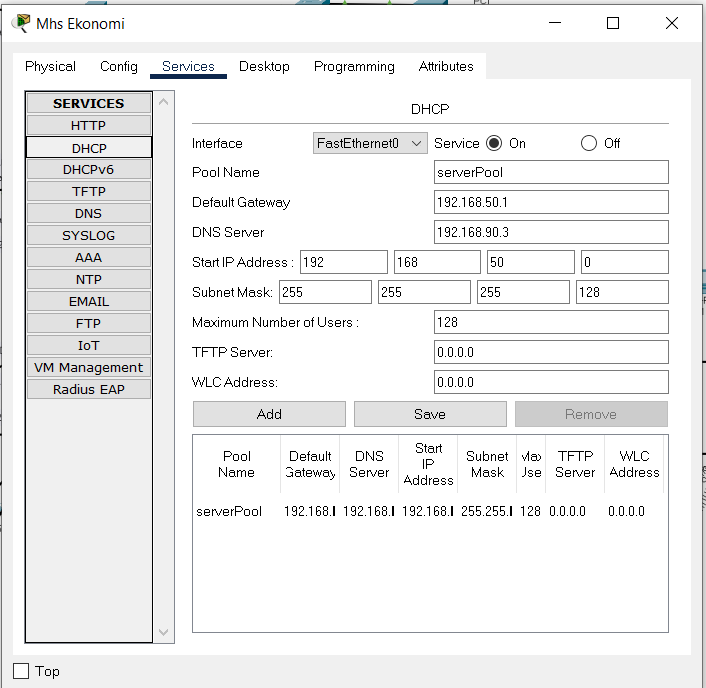 Mhs Ekonomi
Physical Config Services Desktop Programming Attributes
SERVICES
HTTP
DHCP
DHCPv6
TFTP
DNS
SYSLOG
AAA
NTP
EMAIL
FTP
IoT
VM Management
Radius EAP
DHCP
Interface FastEthernet0 Service On Off
Pool Name serverPool
Default Gateway 192.168.50.1
DNS Server 192.168.90.3
Start IP Address : 192 168 50 0
Subnet Mask: 255 255 255 128
Maximum Number of Users : 128
TFTP Server: 0.0.0.0
WLC Address: 0.0.0.0
Add Save Remove
Pool Name Default Gateway DNS Server Start IP Address Subnet Mask TFTP Server WLC Address
serverPool 192.168. 192.168. 192.168. 255.255. 128 0.0.0.0 0.0.0.0
Top